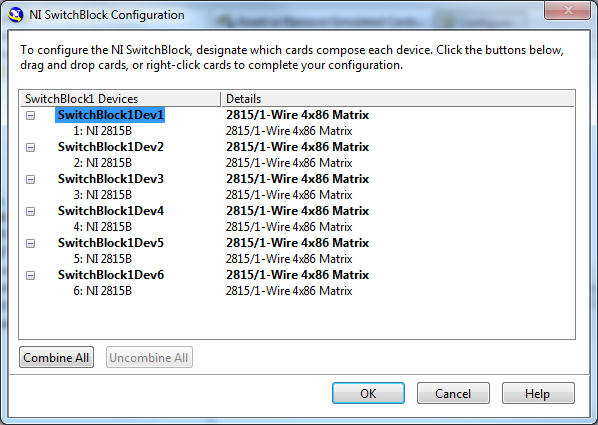 NI SwitchBlock Configuration
To configure the NI SwitchBlock, designate which cards compose each device. Click the buttons below,
drag and drop cards, or right-click cards to complete your configuration.
SwitchBlock1 Devices Details
SwitchBlock1Dev1 2815/1-Wire 4x86 Matrix
1: NI 2815B 2815/1-Wire 4x86 Matrix
SwitchBlock1Dev2 2815/1-Wire 4x86 Matrix
2: NI 2815B 2815/1-Wire 4x86 Matrix
SwitchBlock1Dev3 2815/1-Wire 4x86 Matrix
3: NI 2815B 2815/1-Wire 4x86 Matrix
SwitchBlock1Dev4 2815/1-Wire 4x86 Matrix
4: NI 2815B 2815/1-Wire 4x86 Matrix
SwitchBlock1Dev5 2815/1-Wire 4x86 Matrix
5: NI 2815B 2815/1-Wire 4x86 Matrix
SwitchBlock1Dev6 2815/1-Wire 4x86 Matrix
6: NI 2815B 2815/1-Wire 4x86 Matrix
Combine All Uncombine All
OK Cancel Help